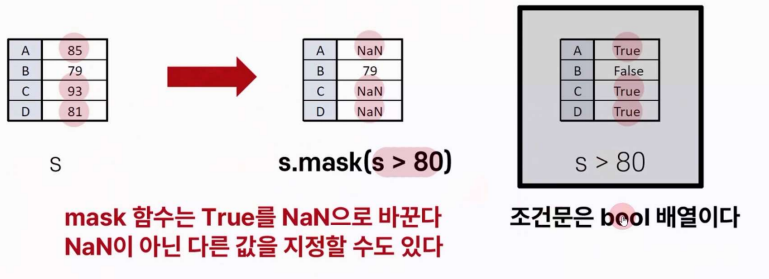 A 85
B 79
C 93
D 81
S
A NaN
B 79
C NaN
D NaN
s.mask(s > 80)
A True
B False
C True
D True
s > 80
mask 함수는 True를 NaN으로 바꾼다
NaN이 아닌 다른 값을 지정할 수도 있다
조건문은 bool 배열이다